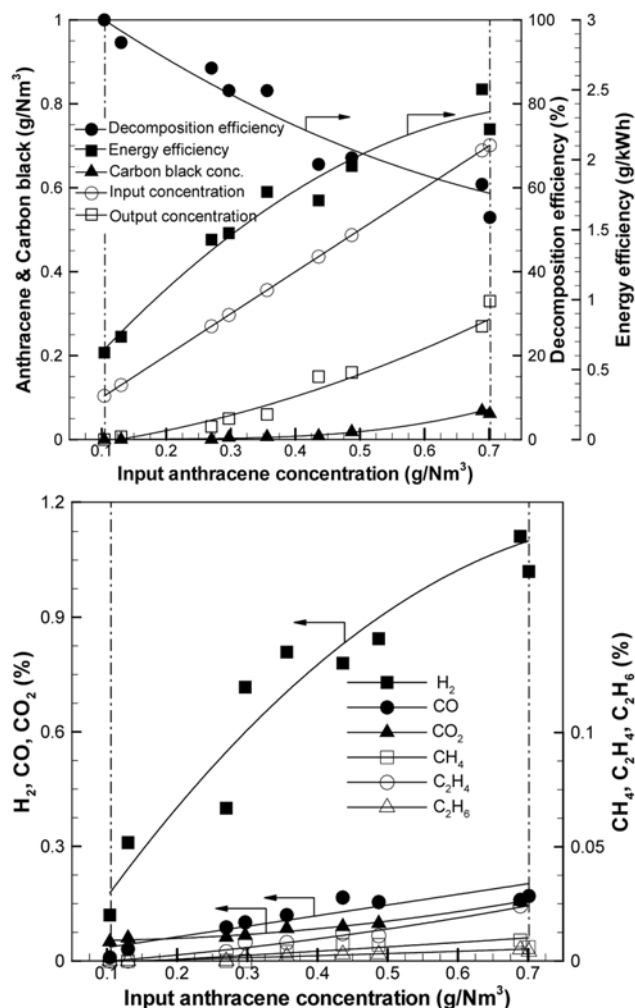 Anthracene & Carbon black (g/Nm³)
1
0.8
0.6
0.4
0.2
0
Decomposition efficiency
Energy efficiency
Carbon black conc.
Input concentration
Output concentration
100
80
60
40
20
0
Decomposition efficiency (%)
3
2.5
2
1.5
1
0.5
0
Energy efficiency (g/kWh)
0.1 0.2 0.3 0.4 0.5 0.6 0.7
Input anthracene concentration (g/Nm³)
H₂, CO, CO₂ (%)
1.2
0.9
0.6
0.3
0
H₂
CO
CO₂
CH₄
C₂H₄
C₂H₆
0.1
0.05
0
CH₄, C₂H₄, C₂H₆ (%)
0.1 0.2 0.3 0.4 0.5 0.6 0.7
Input anthracene concentration (g/Nm³)